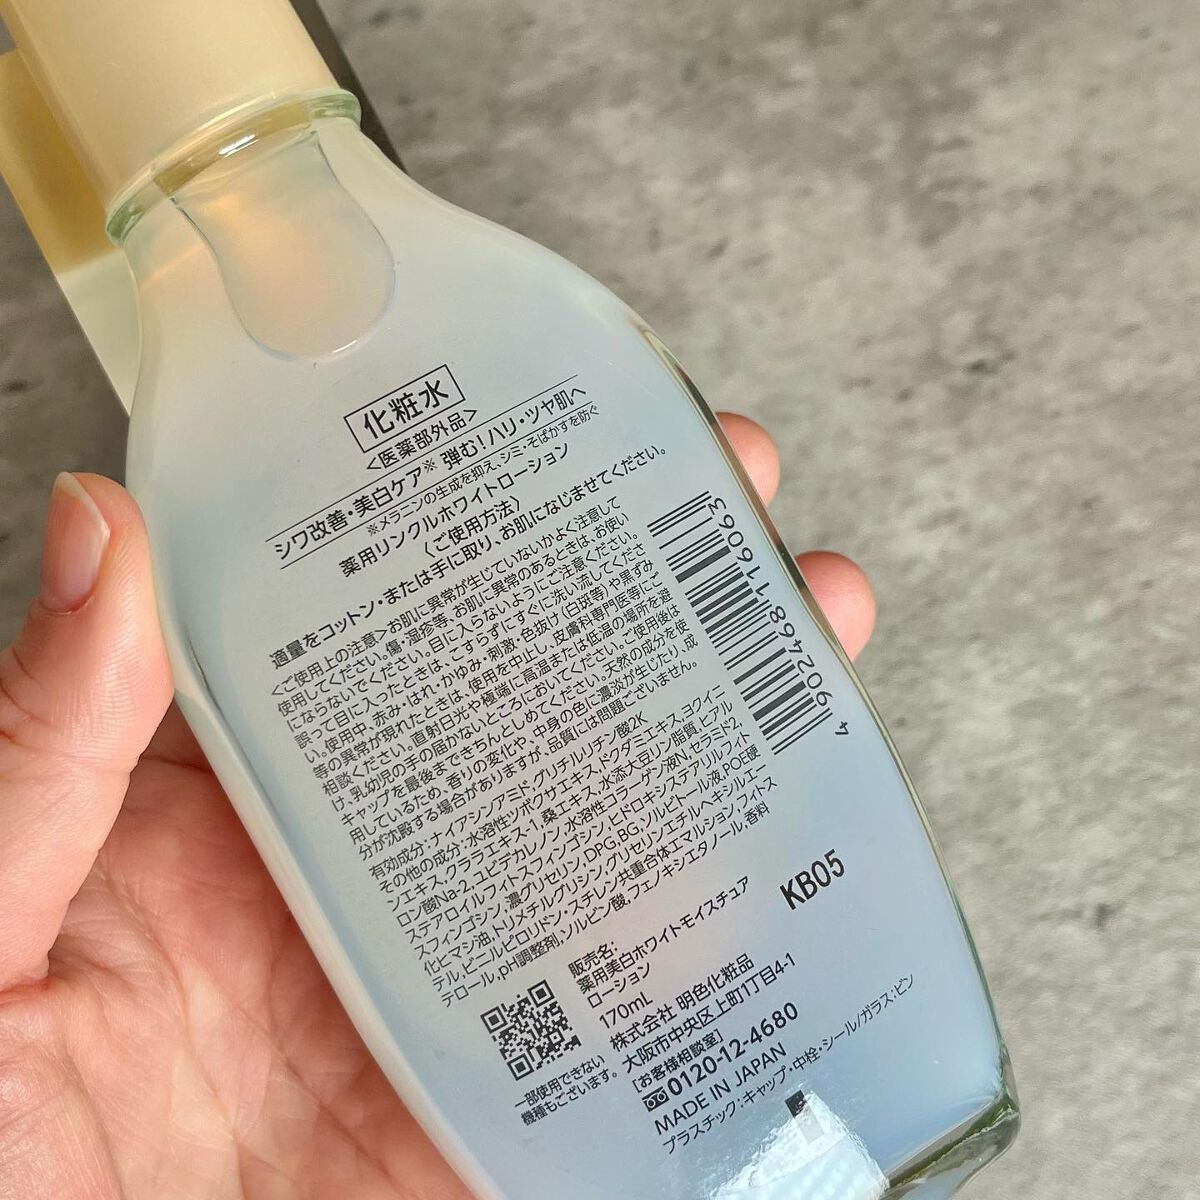 化粧水
<医薬部外品>
シワ改善・美白ケア※ 弾む!ハリ・ツヤ肌へ
※メラニンの生成を抑え、シミ・そばかすを防ぐ
薬用リンクルホワイトローション
〈ご使用方法〉
適量をコットン・または手に取り、お肌になじませてください。
<ご使用上の注意>お肌に異常が生じていないかよく注意して
使用してください。傷・湿疹等、お肌に異常のあるときは、お使い
にならないでください。目に入らないようにご注意ください。
誤って目に入ったときは、こすらずにすぐに洗い流してくださ
い。使用中、赤み・はれ・かゆみ・刺激・色抜け(白斑等)や黒ずみ
等の異常が現れたときは、使用を中止し、皮膚科専門医等にご
相談ください。直射日光や極端に高温または低温の場所を避
け、乳幼児の手の届かないところにおいてください。ご使用後は
キャップを最後まできちんとしめてください。天然の成分を使
用しているため、香りの変化や、中身の色に濃淡が生じたり、成
分が沈殿する場合がありますが、品質には問題ございません。
有効成分:ナイアシンアミド、グリチルリチン酸2K
その他の成分:水溶性ツボクサエキス、ドクダミエキス、ヨクイニ
ンエキス、クララエキス-1、桑エキス、水添大豆リン脂質、ヒアル
ロン酸Na-2、ユビデカレノン、水溶性コラーゲン液N、セラミド2
ステアロイルフィトスフィンゴシン、ヒドロキシステアリルフィト
スフィンゴシン、濃グリセリン、DPG、BG、ソルビトール液、POE硬
化ヒマシ油、トリメチルグリシン、グリセリンエチルヘキシルエー
テル、ビニルピロリドン・スチレン共重合体エマルション、フィトス
テロール、pH調整剤、ソルビン酸、フェノキシエタノール、香料
4 902468 116063
KB05
販売名:
薬用美白ホワイトモイスチュア
ローション
170mL
株式会社 明色化粧品
大阪市中央区上町1丁目4-1
[お客様相談室]
0120-12-4680
MADE IN JAPAN
プラスチック:キャップ・中栓・シール/ガラス:ビン
一部使用できない
機種もございます。